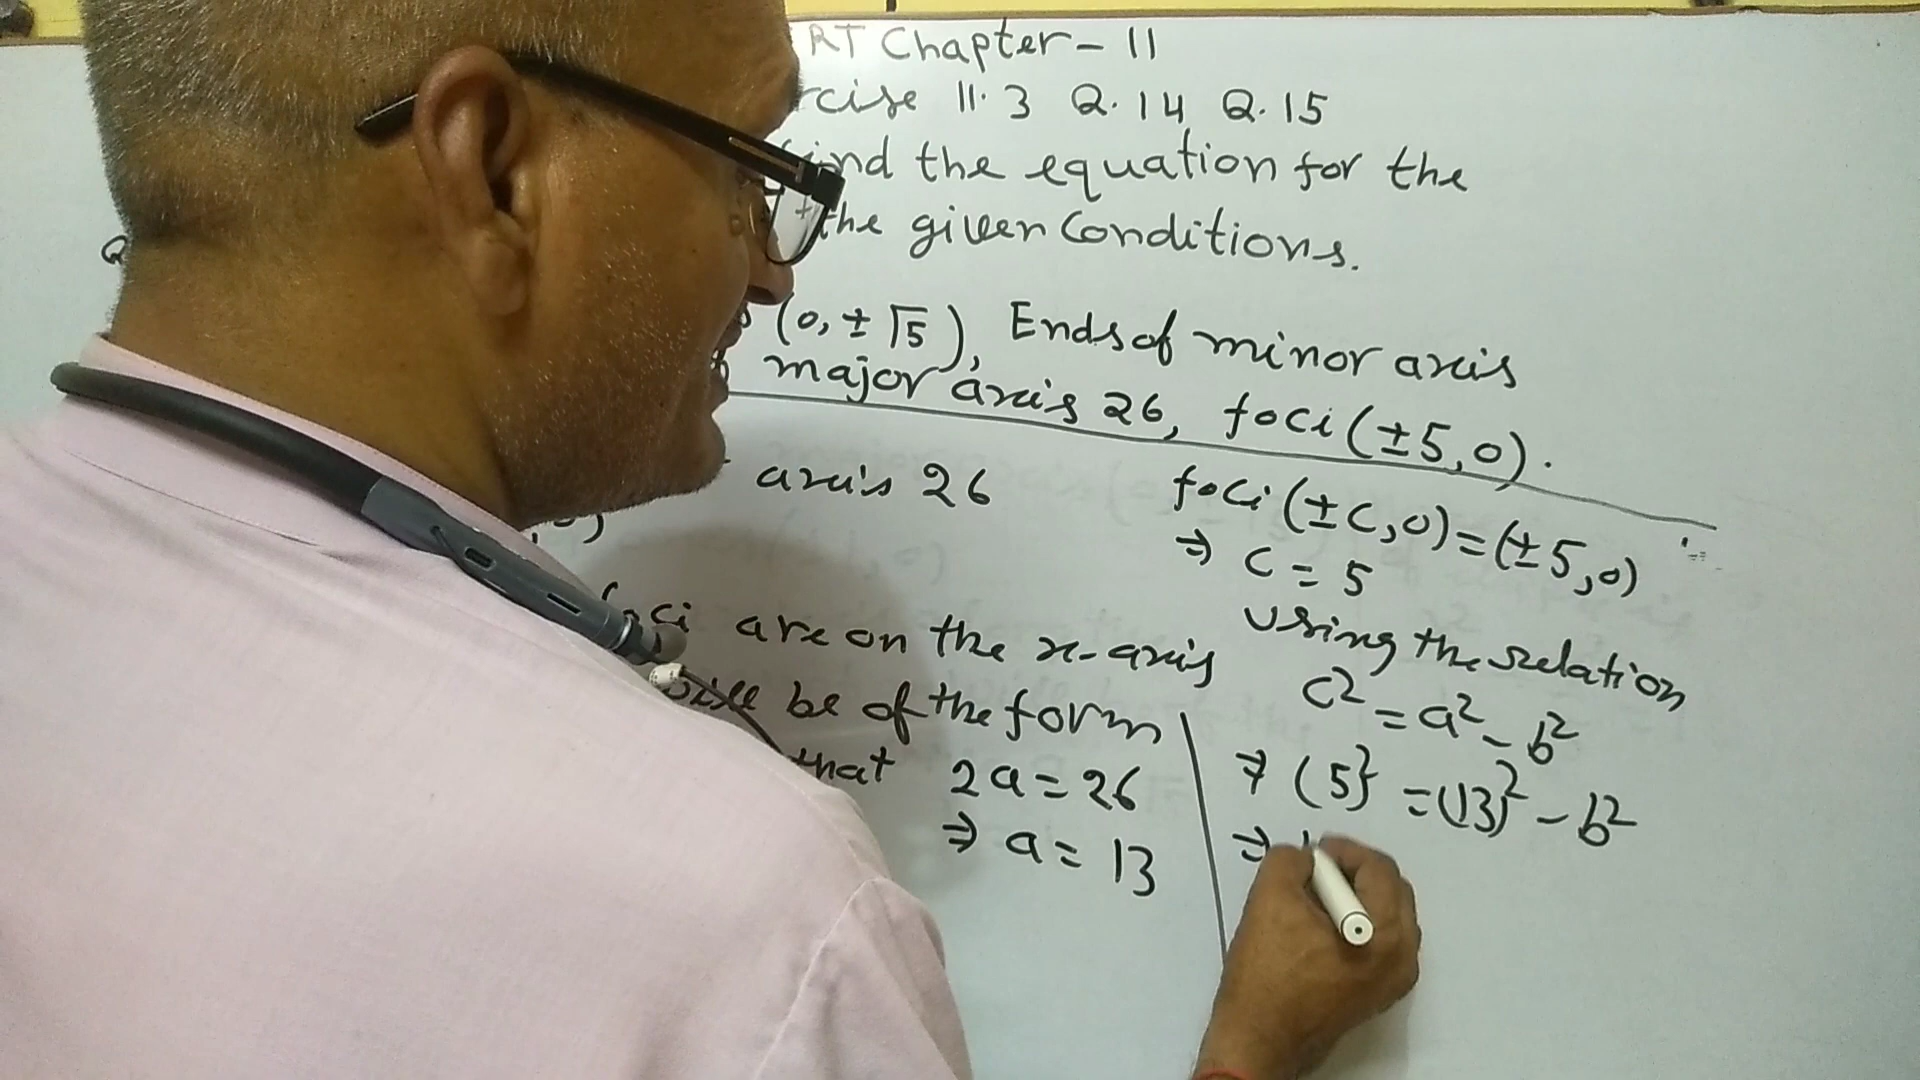 RT Chapter - 11
cise 11.3 Q.14 Q.15
ind the equation for the
the given Conditions.
Q
(0, ± √5), Ends of minor axis
major axis 26, foci (±5, 0).
axis 26
foci are on the x-axis
will be of the form
that 2a = 26
⇒ a = 13
foci (±c, 0) = (±5, 0)
⇒ c = 5
using the relation
c² = a² - b²
⇒ (5)² = (13)² - b²
⇒